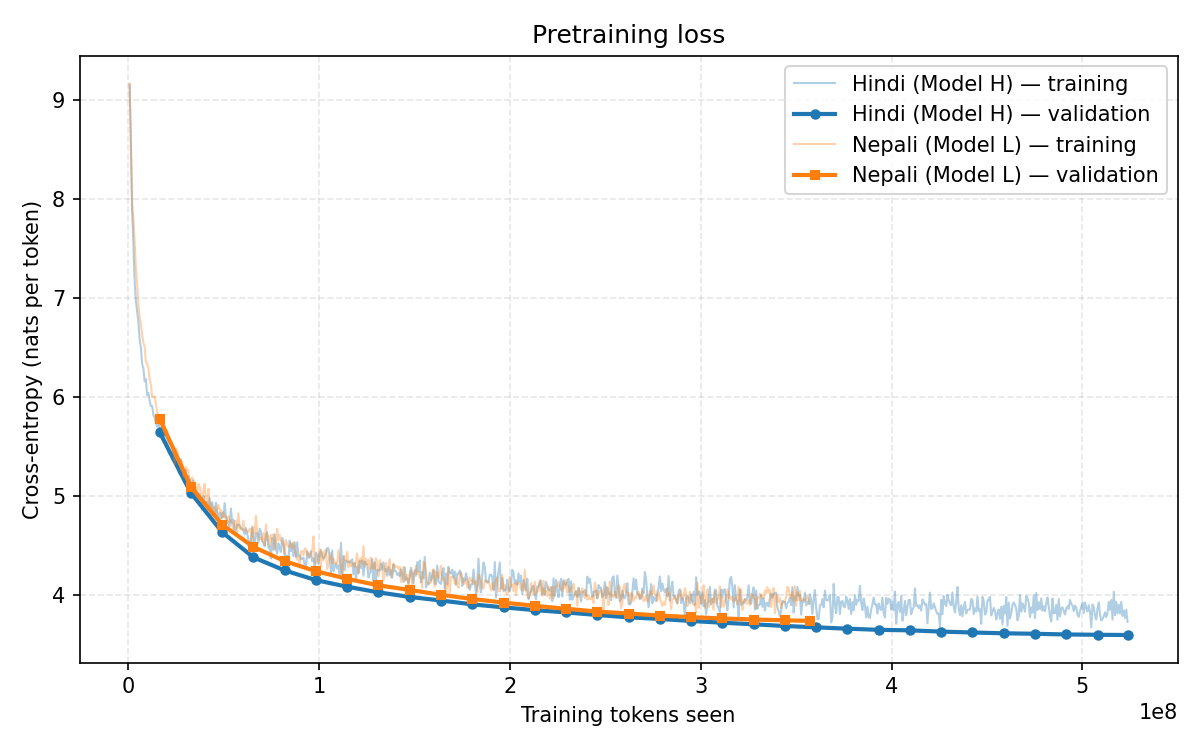 Pretraining loss
Hindi (Model H) — training
Hindi (Model H) — validation
Nepali (Model L) — training
Nepali (Model L) — validation
Cross-entropy (nats per token)
9
8
7
6
5
4
0
1
2
3
4
5
1e8
Training tokens seen